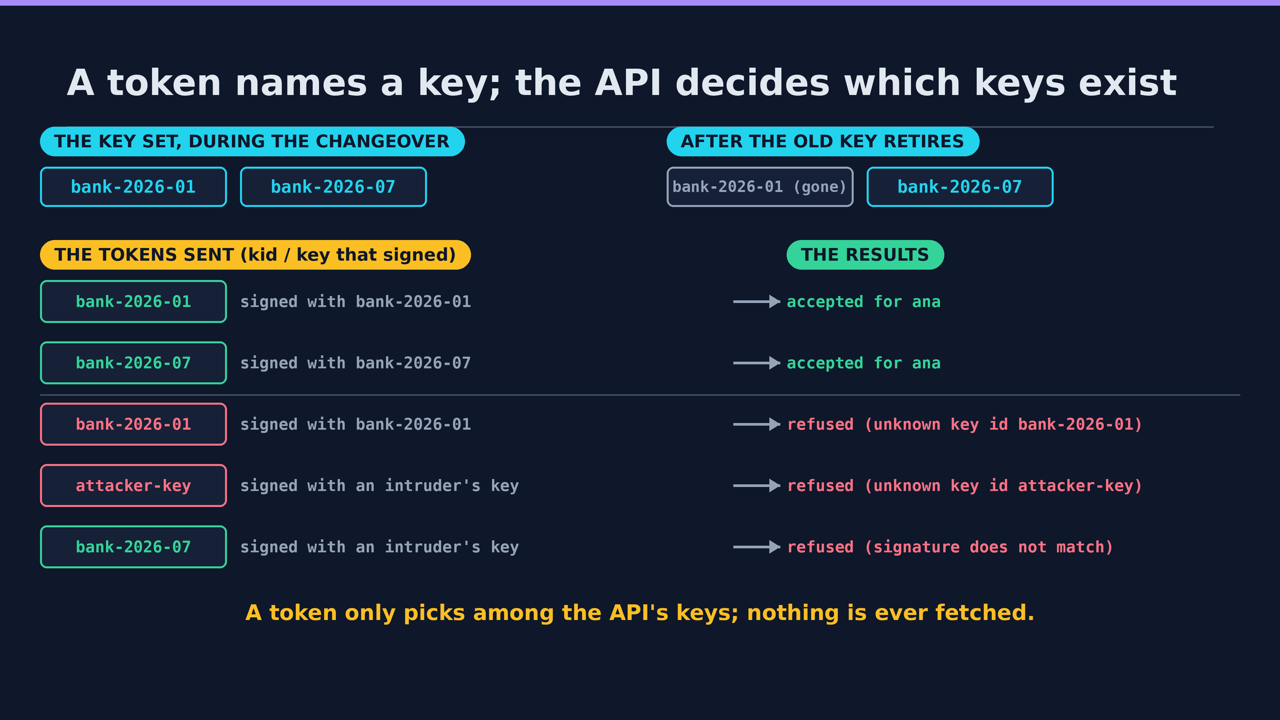 A token names a key; the API decides which keys exist
THE KEY SET, DURING THE CHANGEOVER
AFTER THE OLD KEY RETIRES
bank-2026-01
bank-2026-07
bank-2026-01 (gone)
bank-2026-07
THE TOKENS SENT (kid / key that signed)
THE RESULTS
bank-2026-01 signed with bank-2026-01 accepted for ana
bank-2026-07 signed with bank-2026-07 accepted for ana
bank-2026-01 signed with bank-2026-01 refused (unknown key id bank-2026-01)
attacker-key signed with an intruder's key refused (unknown key id attacker-key)
bank-2026-07 signed with an intruder's key refused (signature does not match)
A token only picks among the API's keys; nothing is ever fetched.